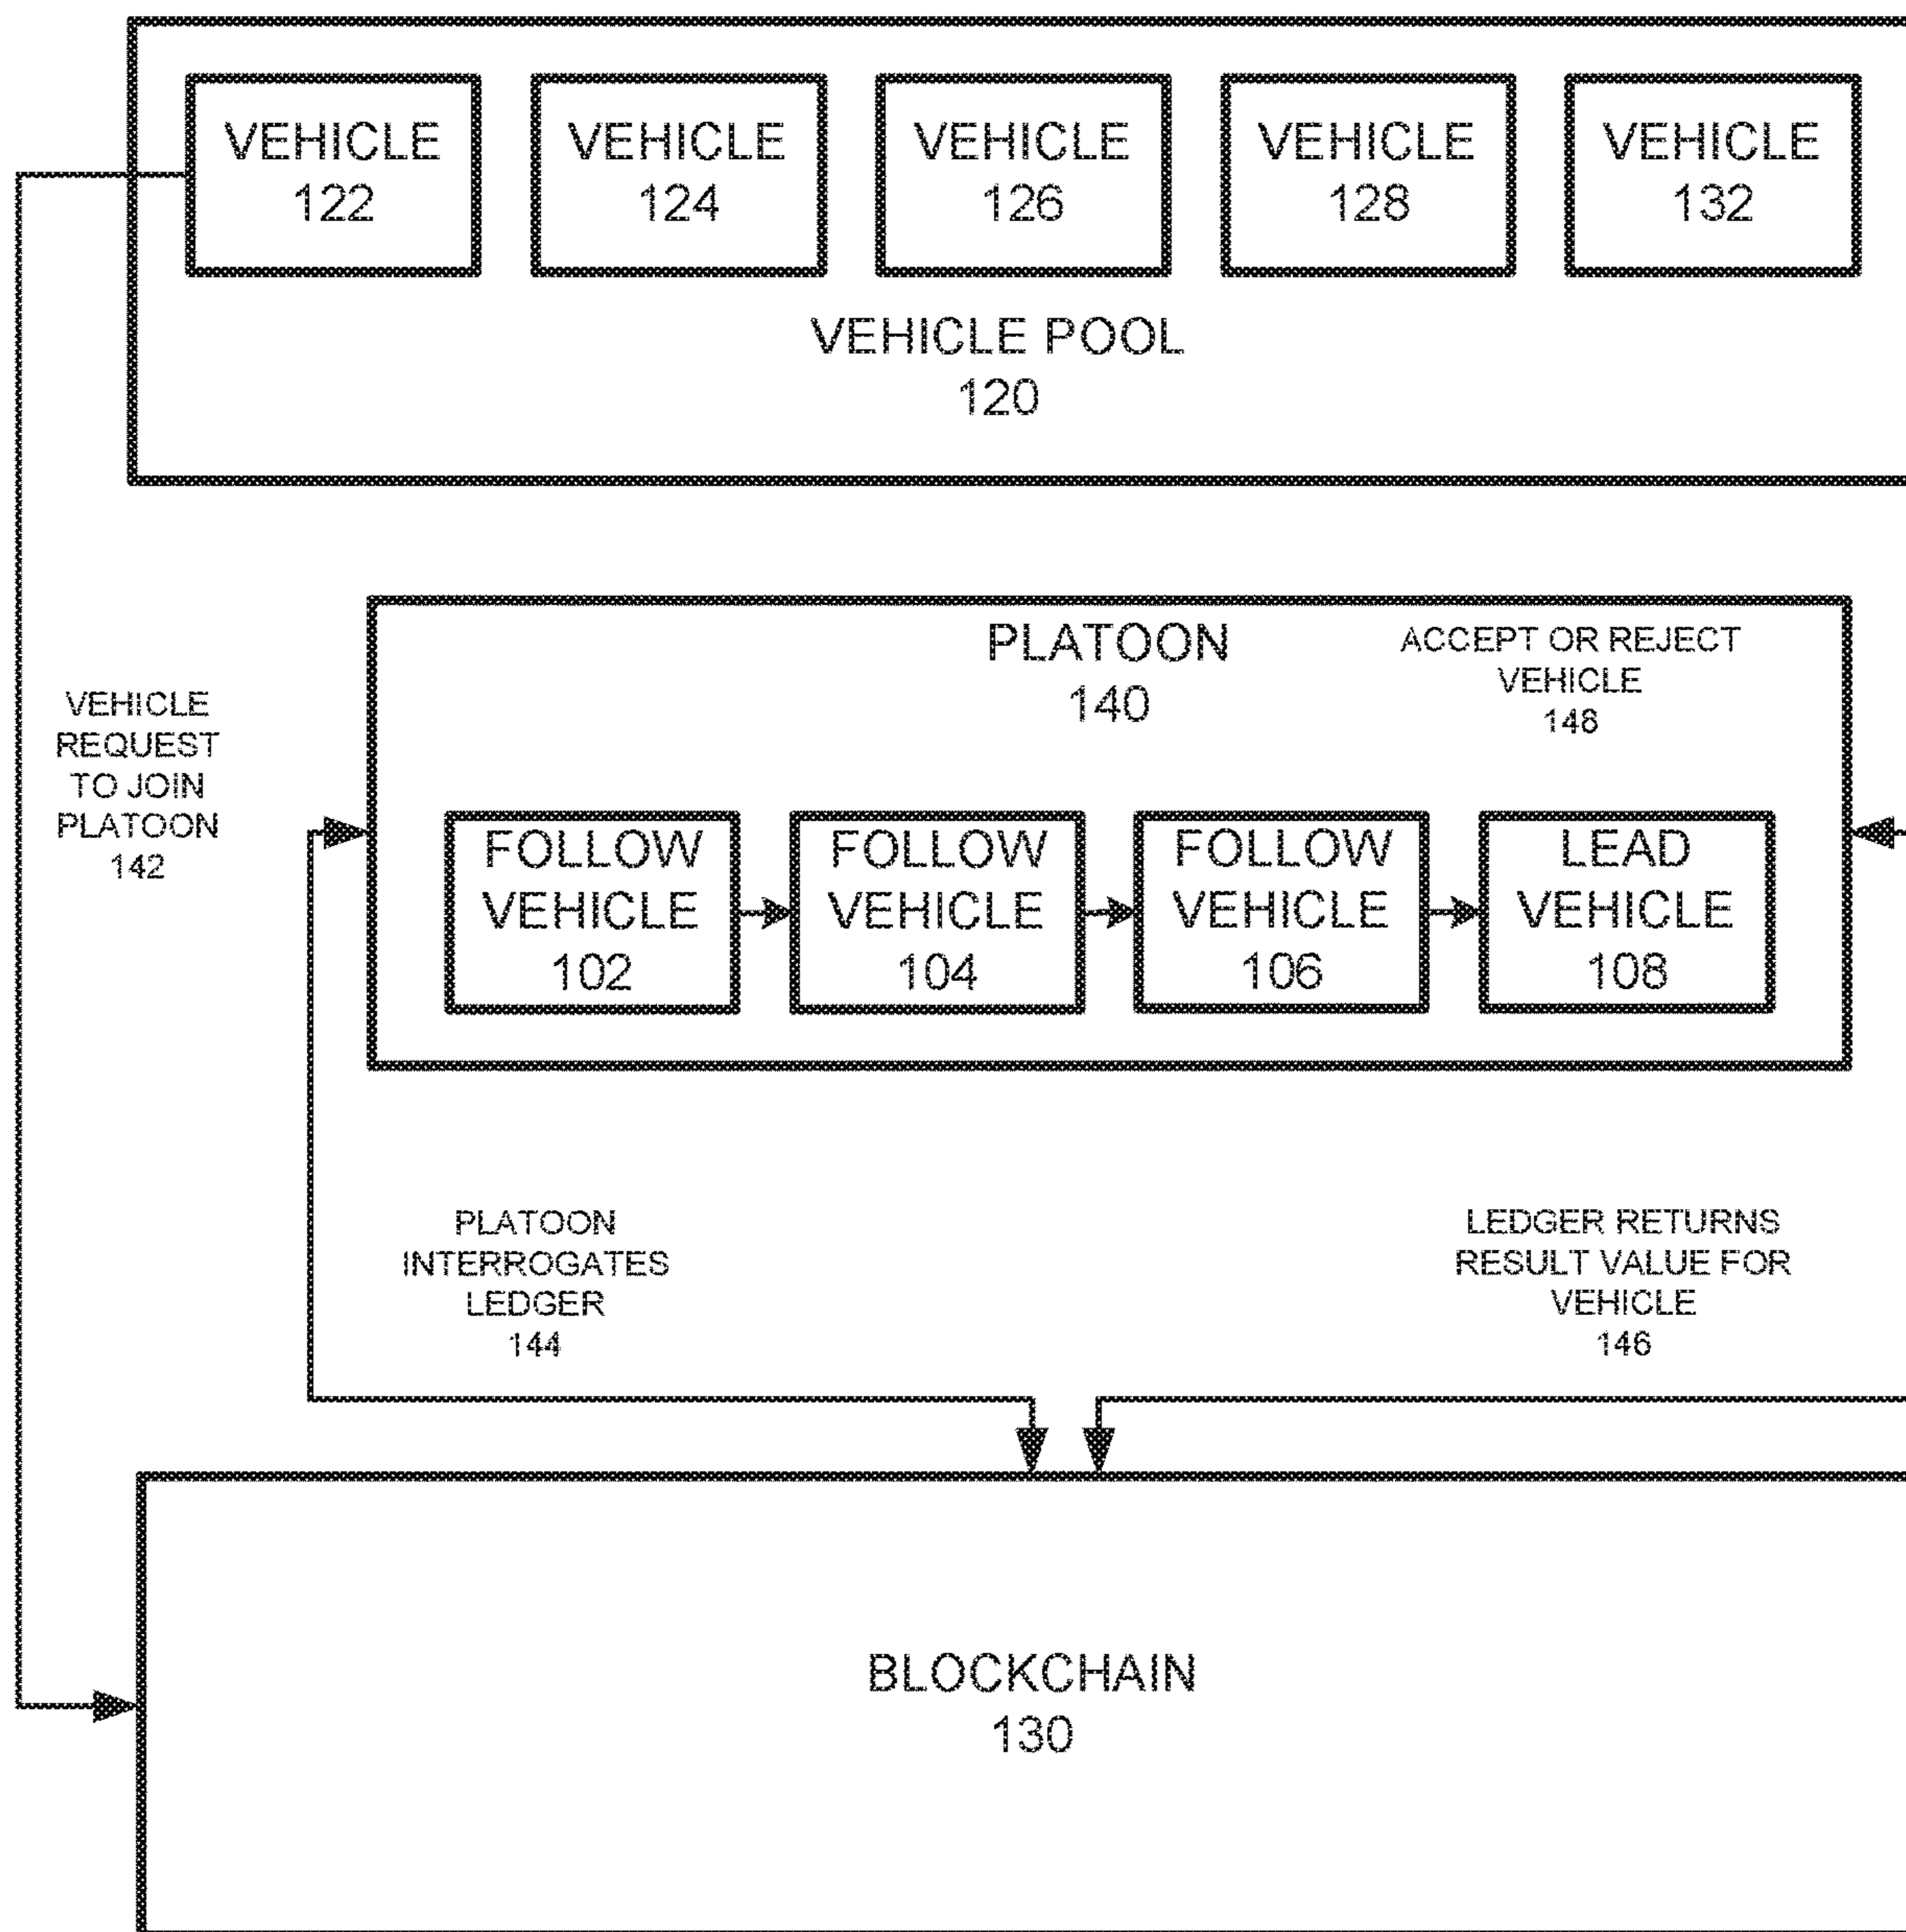 VEHICLE
122
VEHICLE
124
VEHICLE
126
VEHICLE
128
VEHICLE
132
VEHICLE POOL
120
PLATOON
140
ACCEPT OR REJECT
VEHICLE
148
VEHICLE
REQUEST
TO JOIN
PLATOON
142
FOLLOW
VEHICLE
102
FOLLOW
VEHICLE
104
FOLLOW
VEHICLE
106
LEAD
VEHICLE
108
PLATOON
INTERROGATES
LEDGER
144
LEDGER RETURNS
RESULT VALUE FOR
VEHICLE
146
BLOCKCHAIN
130